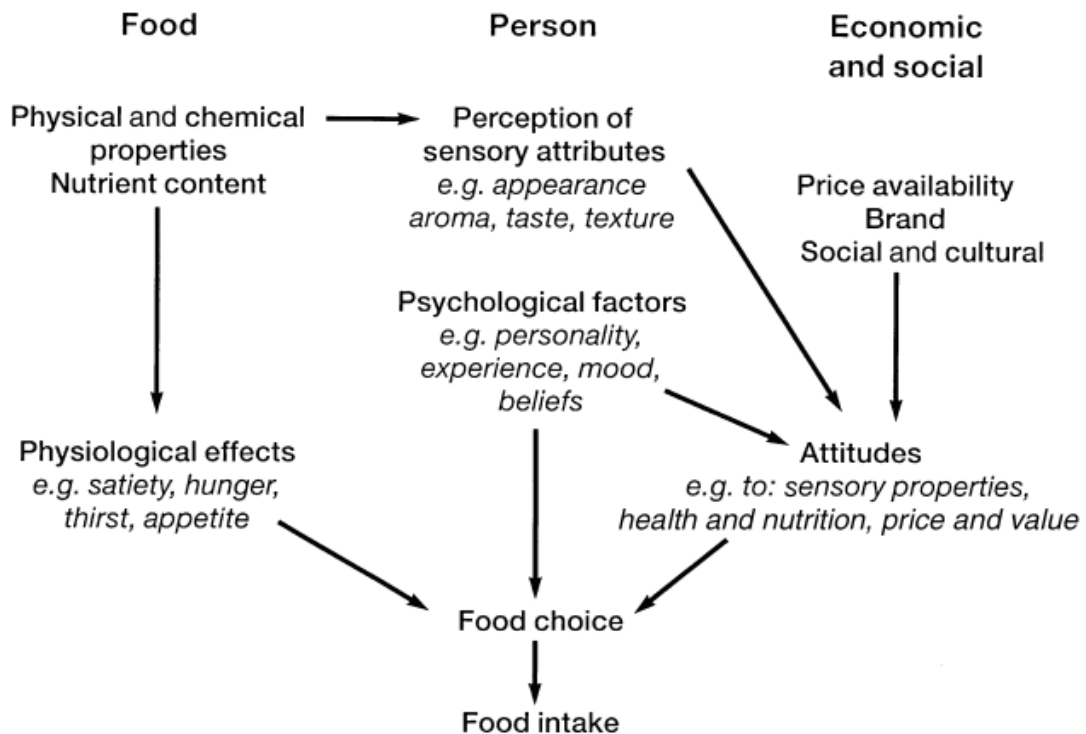 Food
Person
Economic
and social
Physical and chemical
properties
Nutrient content
Perception of
sensory attributes
e.g. appearance
aroma, taste, texture
Price availability
Brand
Social and cultural
Psychological factors
e.g. personality,
experience, mood,
beliefs
Physiological effects
e.g. satiety, hunger,
thirst, appetite
Attitudes
e.g. to: sensory properties,
health and nutrition, price and value
Food choice
Food intake